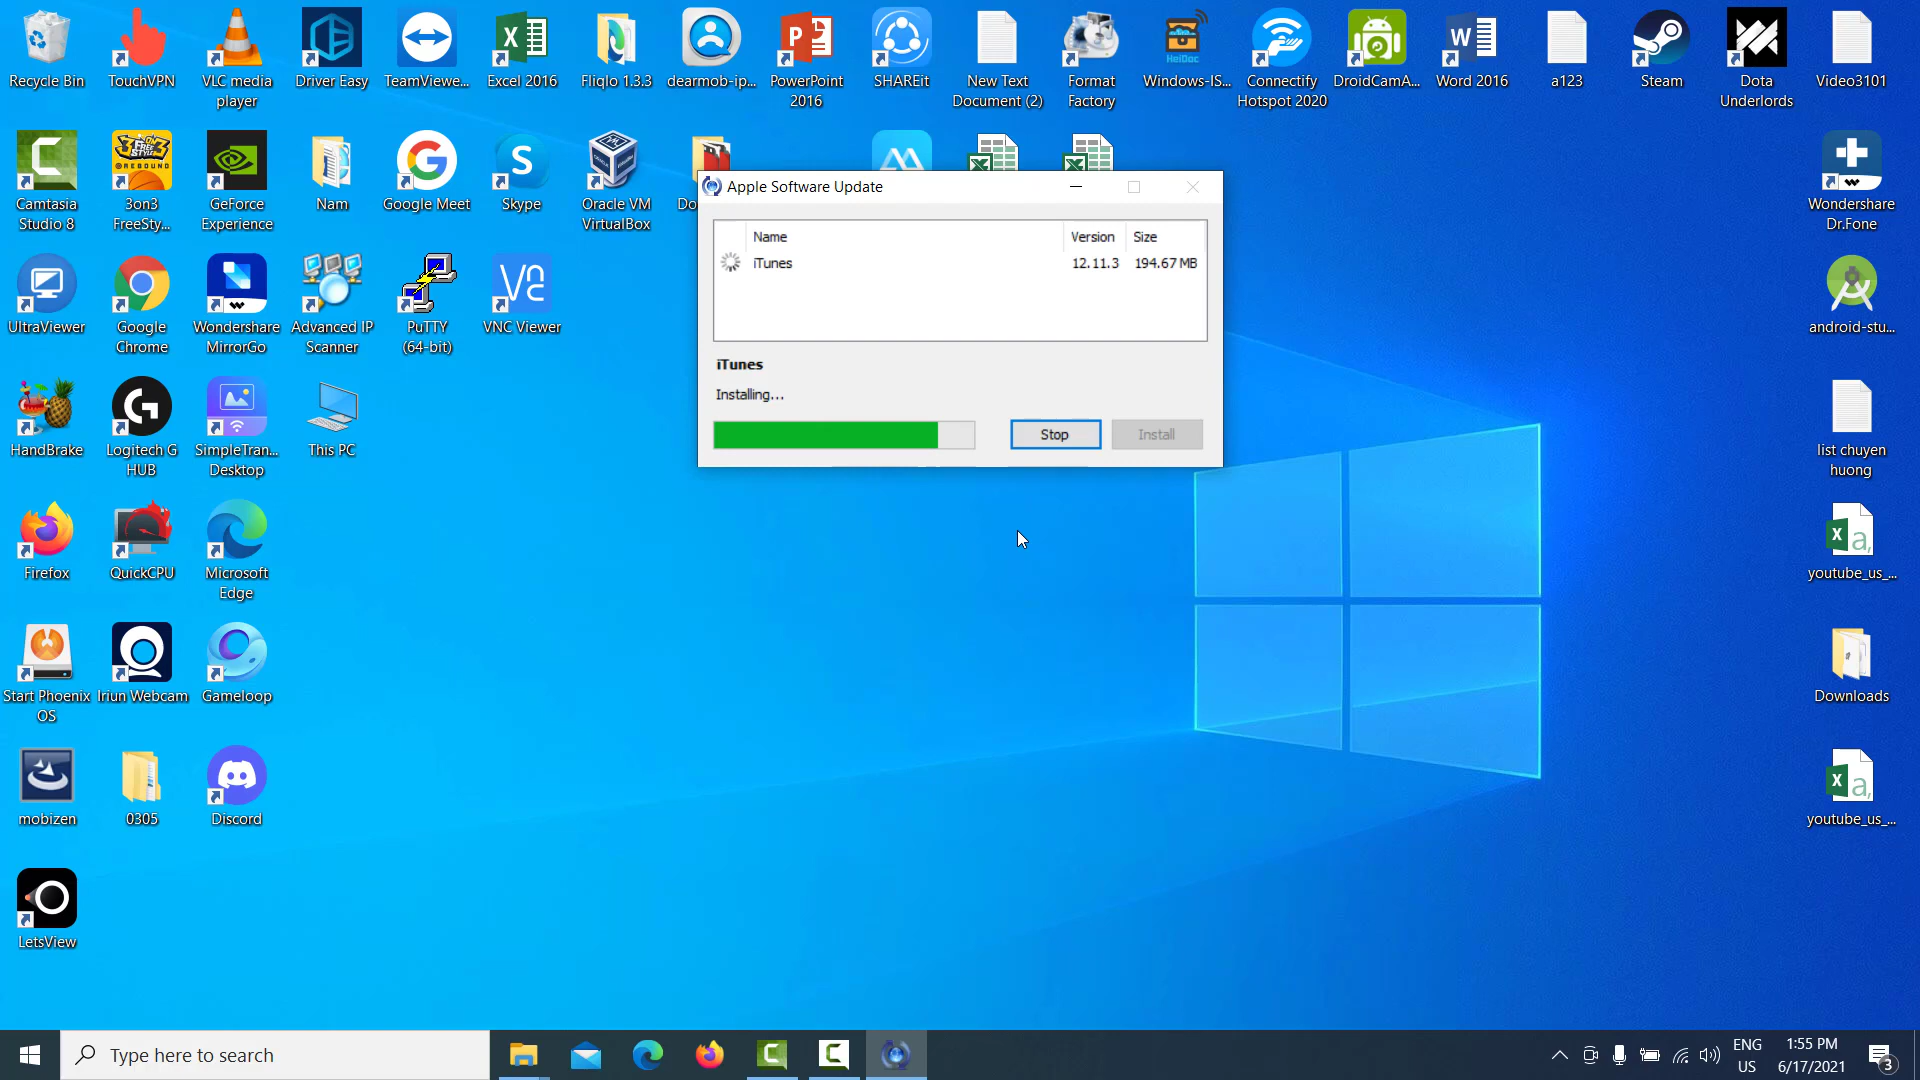 Recycle Bin
TouchVPN
VLC media
player
Driver Easy
TeamViewe...
Excel 2016
Fliqlo 1.3.3
dearmob-ip...
PowerPoint
2016
SHAREit
New Text
Document (2)
Format
Factory
HeiDoc
Windows-IS...
Connectify
Hotspot 2020
DroidCamA...
Word 2016
a123
Steam
Dota
Underlords
Video3101
Camtasia
Studio 8
3on3
FreeSty...
GeForce
Experience
Nam
Google Meet
Skype
Oracle VM
VirtualBox
Do
Wondershare
Dr.Fone
Apple Software Update
Name Version Size
iTunes 12.11.3 194.67 MB
iTunes
Installing...
Stop
Install
UltraViewer
Google
Chrome
Wondershare
MirrorGo
Advanced IP
Scanner
PuTTY
(64-bit)
VNC Viewer
android-stu...
HandBrake
Logitech G
HUB
SimpleTran...
Desktop
This PC
list chuyen
huong
Firefox
QuickCPU
Microsoft
Edge
youtube_us_...
Start Phoenix
OS
Iriun Webcam
Gameloop
Downloads
mobizen
0305
Discord
youtube_us_...
LetsView
Type here to search
ENG
US
1:55 PM
6/17/2021
3